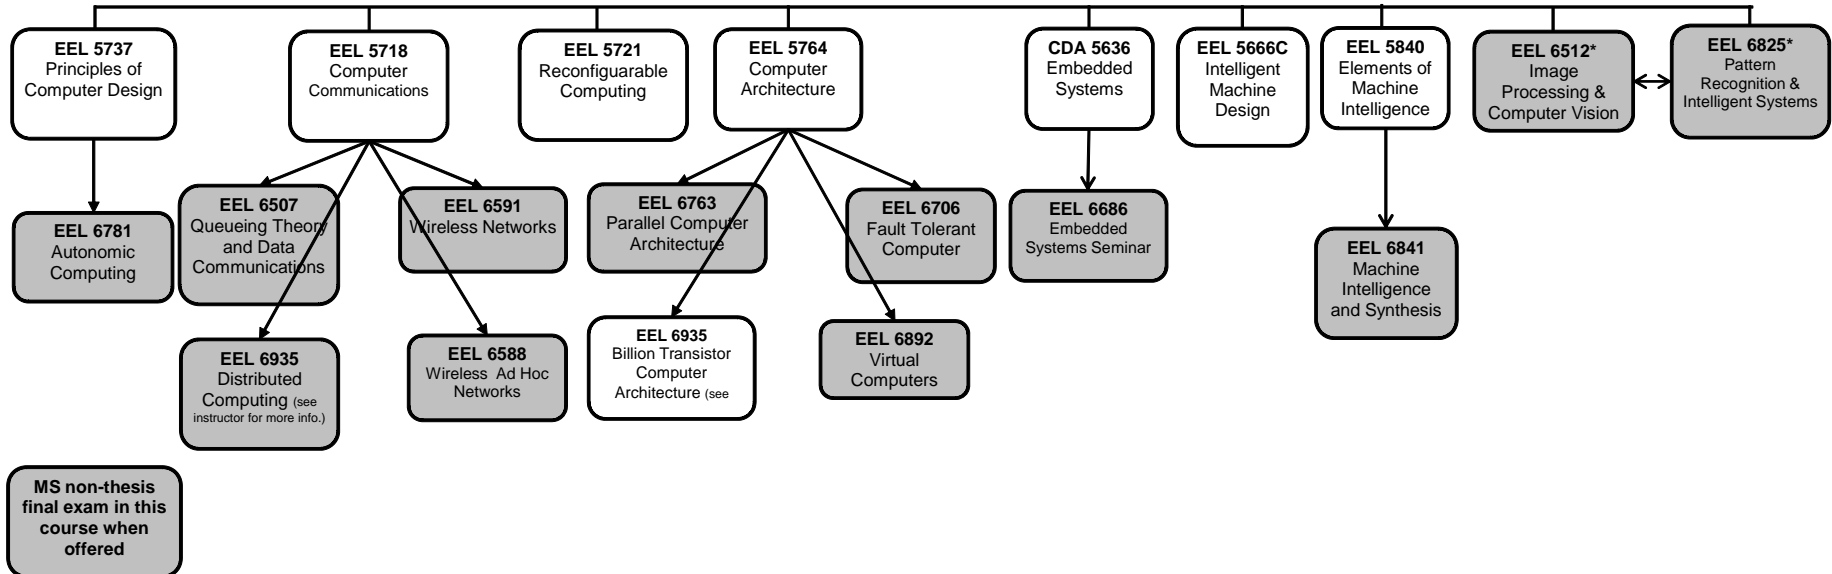 EEL 5737
Principles of
Computer Design
EEL 5718
Computer
Communications
EEL 5721
Reconfiguarable
Computing
EEL 5764
Computer
Architecture
CDA 5636
Embedded
Systems
EEL 5666C
Intelligent
Machine
Design
EEL 5840
Elements of
Machine
Intelligence
EEL 6512*
Image
Processing &
Computer Vision
EEL 6825*
Pattern
Recognition &
Intelligent Systems
EEL 6781
Autonomic
Computing
EEL 6507
Queueing Theory
and Data
Communications
EEL 6591
Wireless Networks
EEL 6763
Parallel Computer
Architecture
EEL 6706
Fault Tolerant
Computer
EEL 6686
Embedded
Systems Seminar
EEL 6841
Machine
Intelligence
and Synthesis
EEL 6935
Distributed
Computing (see
instructor for more info.)
EEL 6588
Wireless Ad Hoc
Networks
EEL 6935
Billion Transistor
Computer
Architecture (see
EEL 6892
Virtual
Computers
MS non-thesis
final exam in this
course when
offered